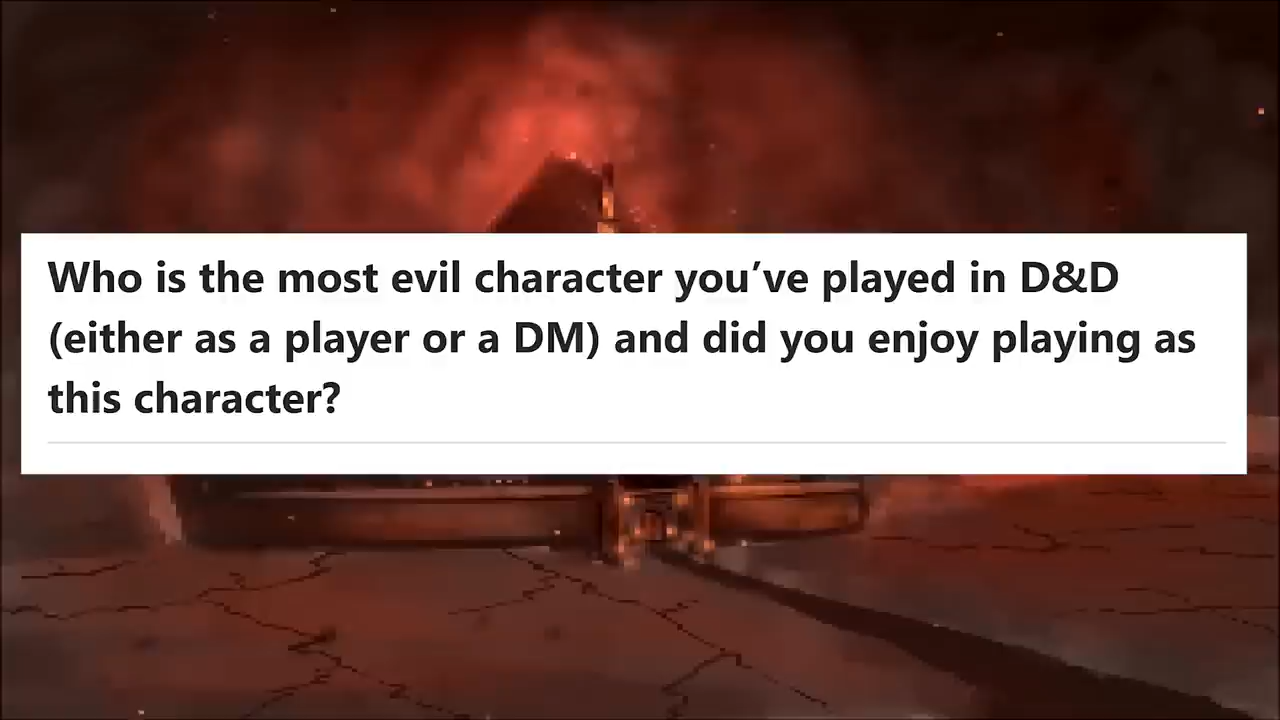 Who is the most evil character you’ve played in D&D
(either as a player or a DM) and did you enjoy playing as
this character?